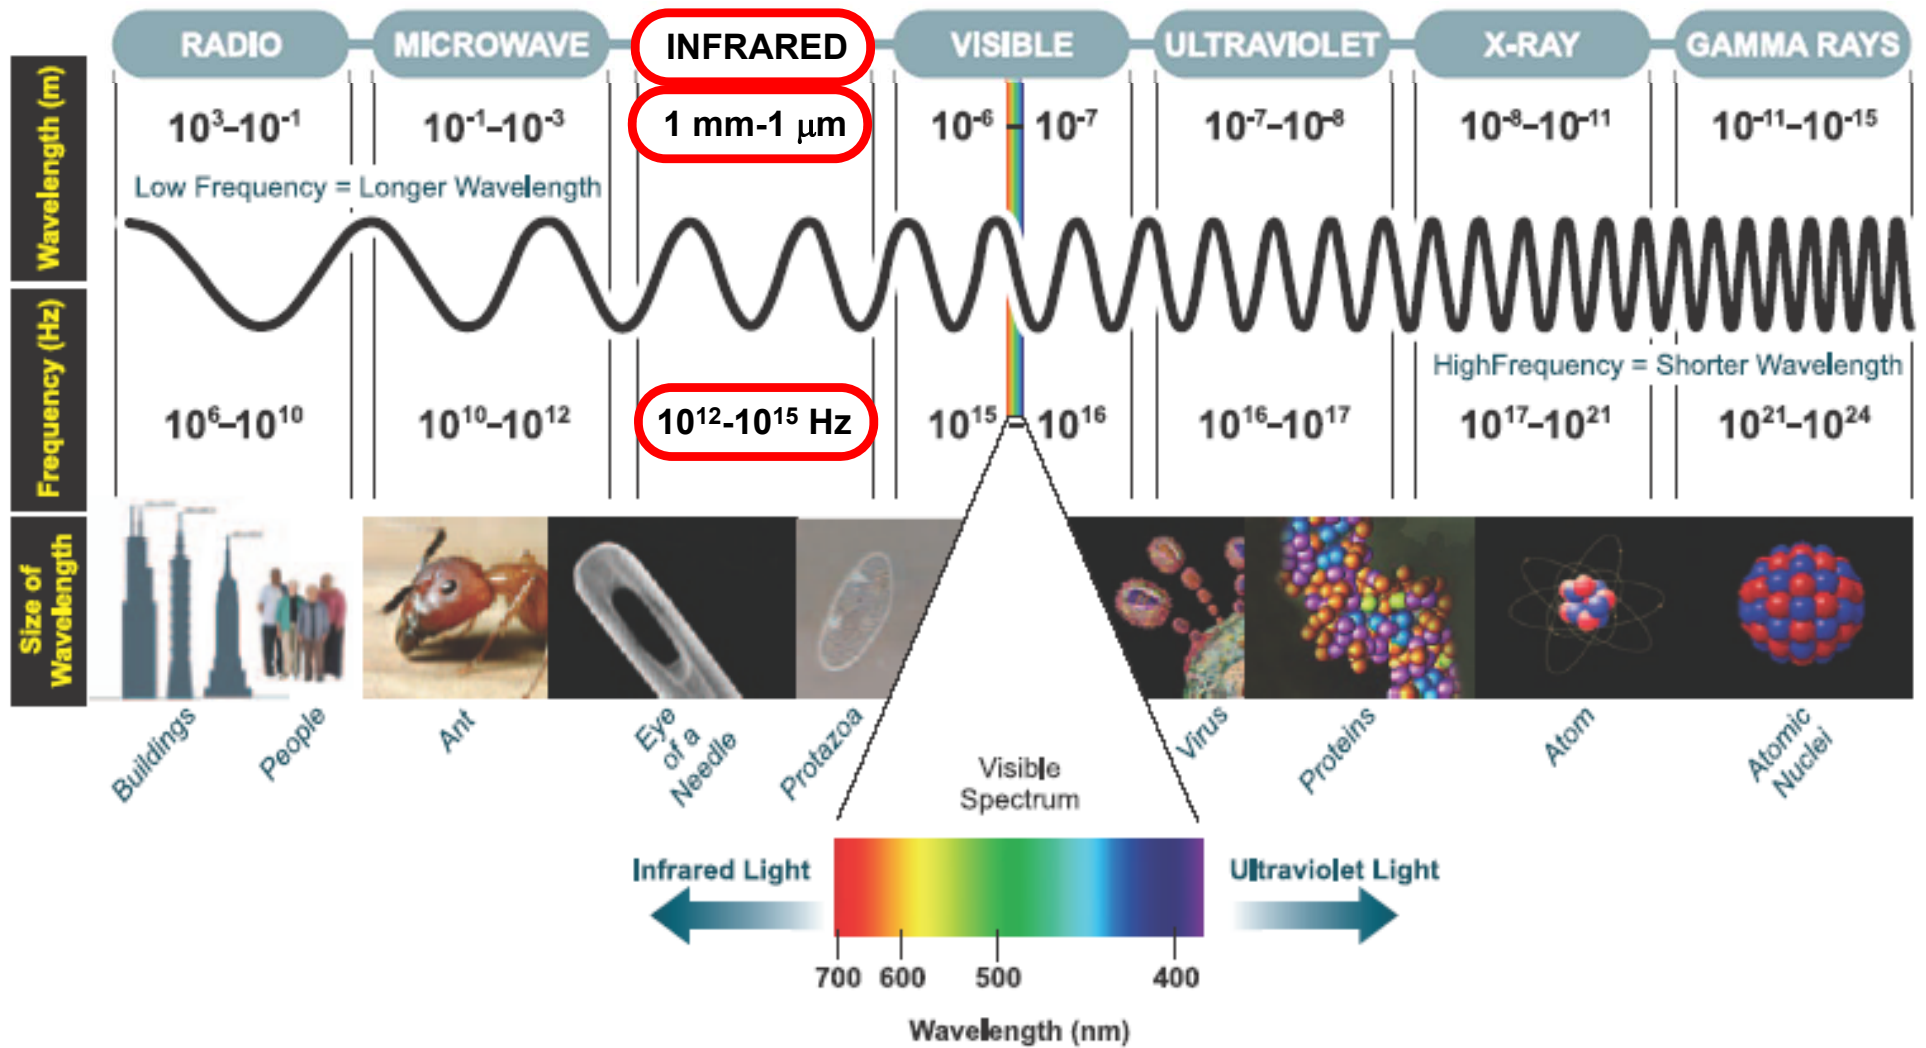 RADIO MICROWAVE INFRARED VISIBLE ULTRAVIOLET X-RAY GAMMA RAYS
Wavelength (m)
10³–10⁻¹ 10⁻¹–10⁻³ 1 mm-1 μm 10⁻⁶ – 10⁻⁷ 10⁻⁷–10⁻⁸ 10⁻⁸–10⁻¹¹ 10⁻¹¹–10⁻¹⁵
Low Frequency = Longer Wavelength
HighFrequency = Shorter Wavelength
Frequency (Hz)
10⁶–10¹⁰ 10¹⁰–10¹² 10¹²-10¹⁵ Hz 10¹⁵ – 10¹⁶ 10¹⁶–10¹⁷ 10¹⁷–10²¹ 10²¹–10²⁴
Size of
Wavelength
Buildings
People
Ant
Eye
of a
Needle
Protazoa
Virus
Proteins
Atom
Atomic
Nuclei
Visible
Spectrum
Infrared Light
Ultraviolet Light
700 600 500 400
Wavelength (nm)